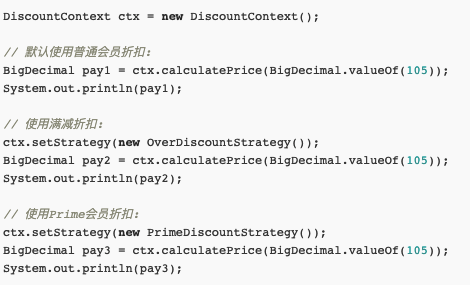 DiscountContext ctx = new DiscountContext();
// 默认使用普通会员折扣:
BigDecimal pay1 = ctx.calculatePrice(BigDecimal.valueOf(105));
System.out.println(pay1);
// 使用满减折扣:
ctx.setStrategy(new OverDiscountStrategy());
BigDecimal pay2 = ctx.calculatePrice(BigDecimal.valueOf(105));
System.out.println(pay2);
// 使用Prime会员折扣:
ctx.setStrategy(new PrimeDiscountStrategy());
BigDecimal pay3 = ctx.calculatePrice(BigDecimal.valueOf(105));
System.out.println(pay3);